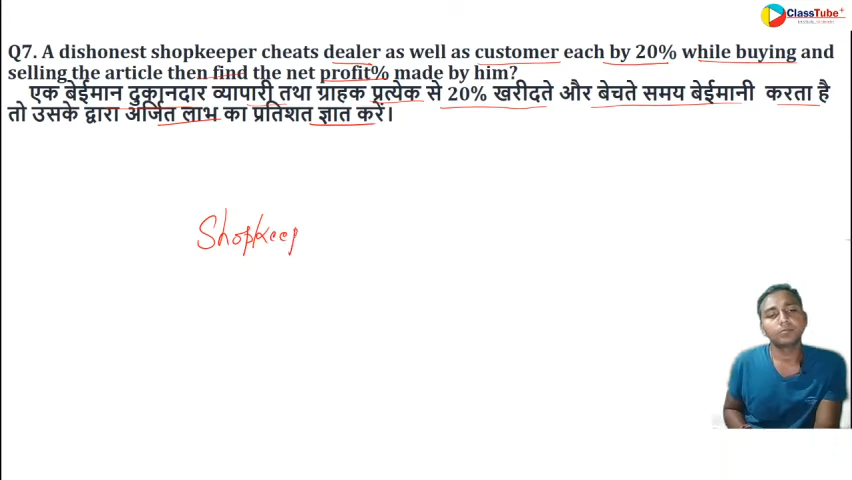 ClassTube+
Q7. A dishonest shopkeeper cheats dealer as well as customer each by 20% while buying and
selling the article then find the net profit% made by him?
एक बेईमान दुकानदार व्यापारी तथा ग्राहक प्रत्येक से 20% खरीदते और बेचते समय बेईमानी करता है
तो उसके द्वारा अर्जित लाभ का प्रतिशत ज्ञात करें।
Shopkeep